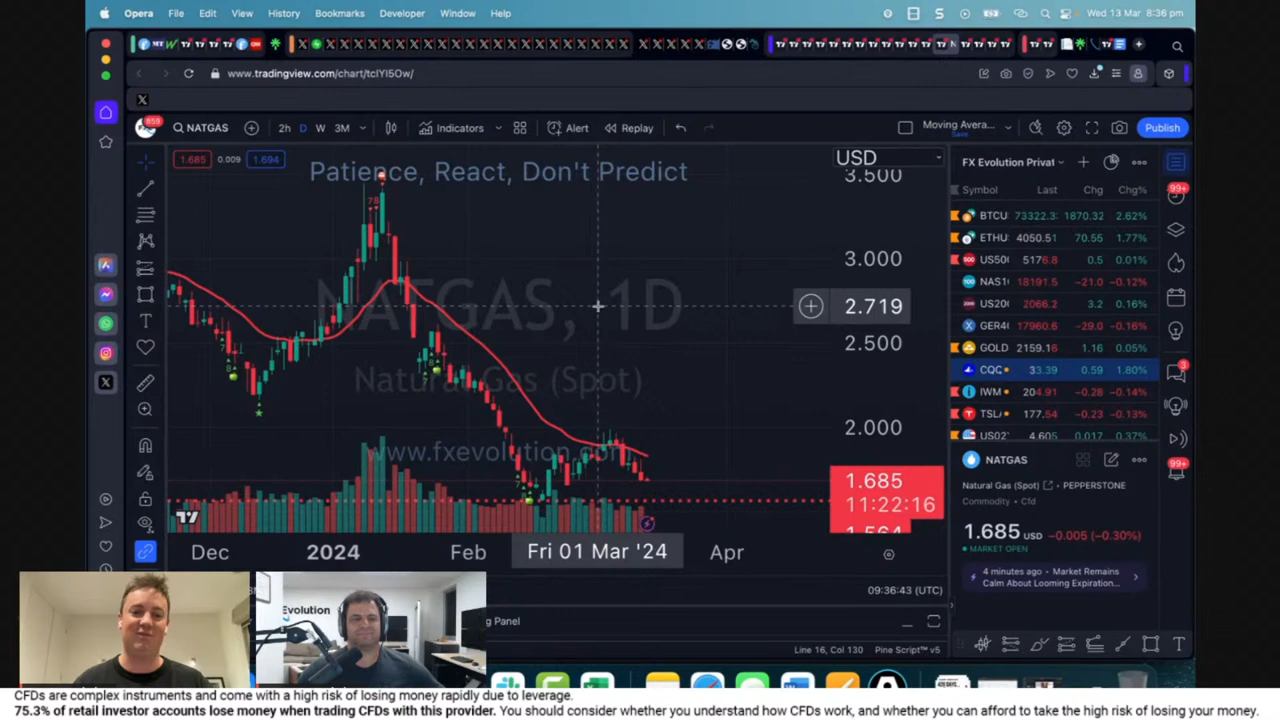 Opera File Edit View History Bookmarks Developer Window Help
Wed 13 Mar 8:36 pm
www.tradingview.com/chart/tclYI5Ow/
859 NATGAS 2h D W 3M Indicators Alert Replay Moving Avera... Save Publish
1.685 0.009 1.694
Patience, React, Don't Predict
USD
3.500
3.000
2.719
2.500
2.000
1.685
11:22:16
1.564
NATGAS, 1D
Natural Gas (Spot)
www.fxevolution.com
Dec 2024 Feb Fri 01 Mar '24 Apr
09:36:43 (UTC)
FX Evolution Privat
Symbol Last Chg Chg%
BTCU 73322.3 1870.32 2.62%
ETHU 4050.51 70.55 1.77%
US50 5176.8 0.5 0.01%
NAS1 18191.5 -21.0 -0.12%
US20 2066.2 3.2 0.16%
GER4 17960.6 -29.0 -0.16%
GOLD 2159.16 1.16 0.05%
CQC 33.39 0.59 1.80%
IWM 204.91 -0.28 -0.14%
TSL 177.54 -0.23 -0.13%
US02 4.605 0.017 0.37%
NATGAS
Natural Gas (Spot) • PEPPERSTONE
Commodity • Cfd
1.685 USD -0.005 (-0.30%)
MARKET OPEN
4 minutes ago • Market Remains
Calm About Looming Expiration...
99+
3
99+
ng Panel
Line 16, Col 130 Pine Script™ v5
Evolution
CFDs are complex instruments and come with a high risk of losing money rapidly due to leverage.
75.3% of retail investor accounts lose money when trading CFDs with this provider. You should consider whether you understand how CFDs work, and whether you can afford to take the high risk of losing your money.